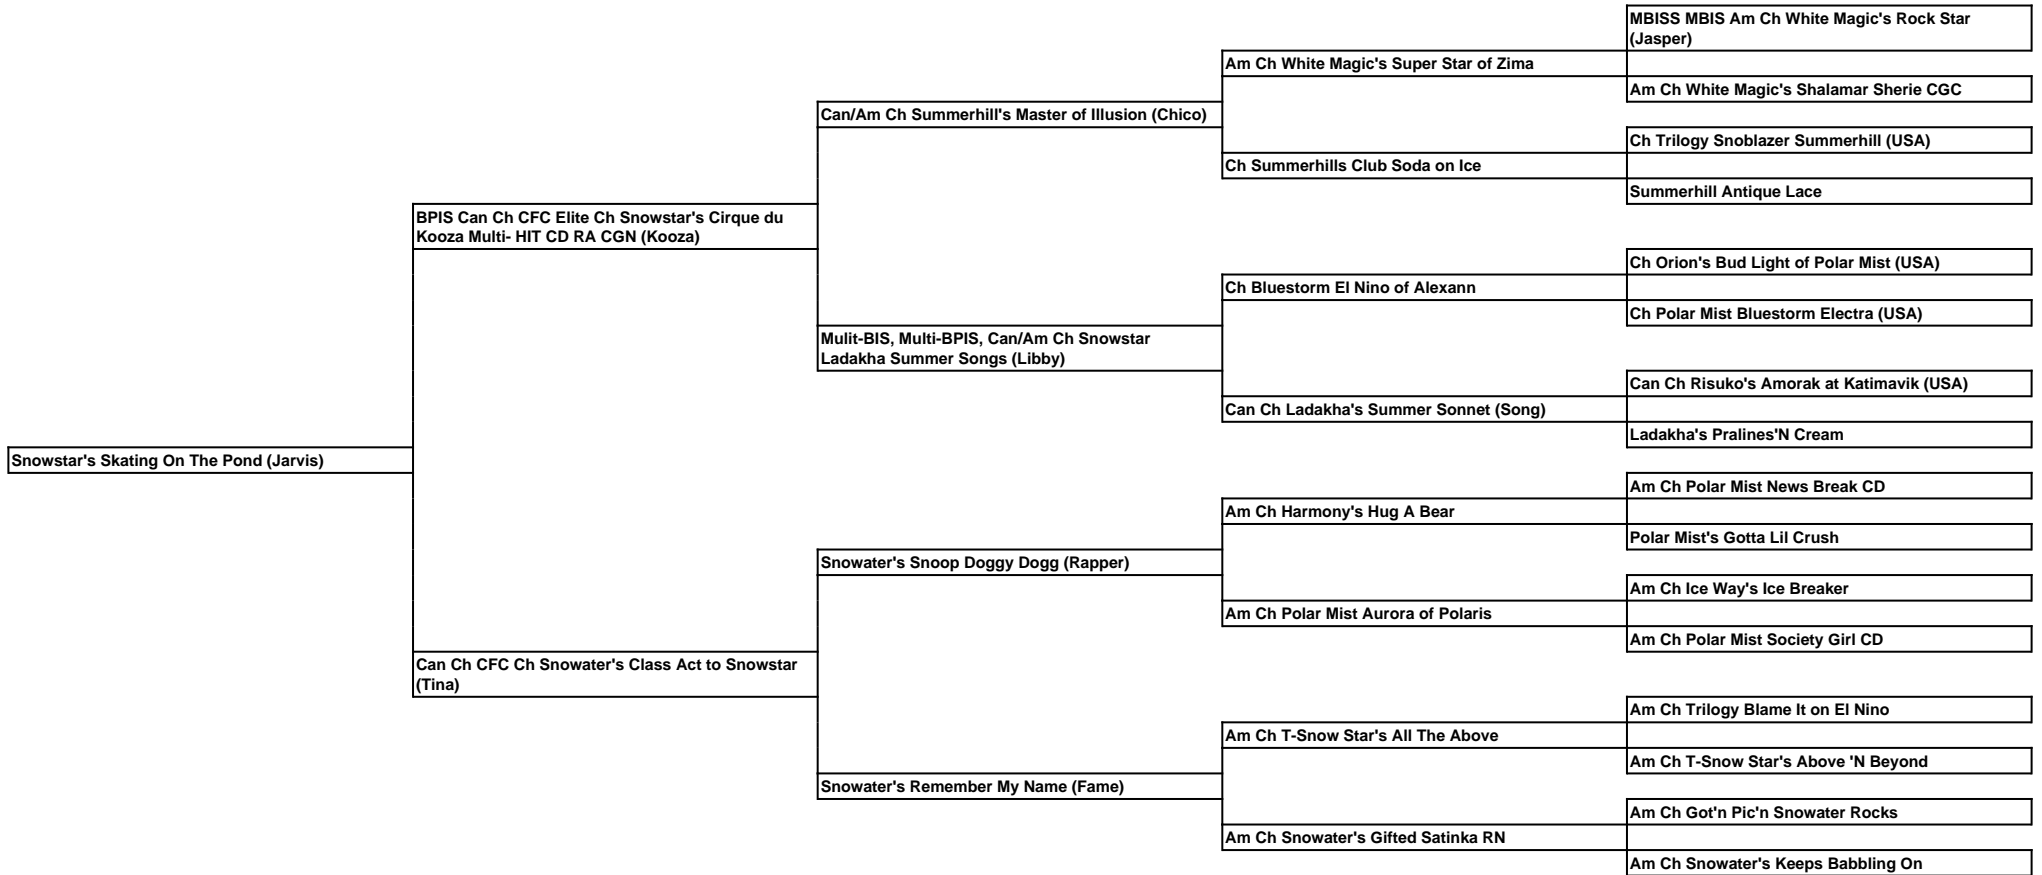 MBISS MBIS Am Ch White Magic's Rock Star
(Jasper)
Am Ch White Magic's Super Star of Zima
Am Ch White Magic's Shalamar Sherie CGC
Can/Am Ch Summerhill's Master of Illusion (Chico)
Ch Trilogy Snoblazer Summerhill (USA)
Ch Summerhills Club Soda on Ice
Summerhill Antique Lace
BPIS Can Ch CFC Elite Ch Snowstar's Cirque du
Kooza Multi- HIT CD RA CGN (Kooza)
Ch Orion's Bud Light of Polar Mist (USA)
Ch Bluestorm El Nino of Alexann
Ch Polar Mist Bluestorm Electra (USA)
Mulit-BIS, Multi-BPIS, Can/Am Ch Snowstar
Ladakha Summer Songs (Libby)
Can Ch Risuko's Amorak at Katimavik (USA)
Can Ch Ladakha's Summer Sonnet (Song)
Ladakha's Pralines'N Cream
Snowstar's Skating On The Pond (Jarvis)
Am Ch Polar Mist News Break CD
Am Ch Harmony's Hug A Bear
Polar Mist's Gotta Lil Crush
Snowater's Snoop Doggy Dogg (Rapper)
Am Ch Ice Way's Ice Breaker
Am Ch Polar Mist Aurora of Polaris
Am Ch Polar Mist Society Girl CD
Can Ch CFC Ch Snowater's Class Act to Snowstar
(Tina)
Am Ch Trilogy Blame It on El Nino
Am Ch T-Snow Star's All The Above
Am Ch T-Snow Star's Above 'N Beyond
Snowater's Remember My Name (Fame)
Am Ch Got'n Pic'n Snowater Rocks
Am Ch Snowater's Gifted Satinka RN
Am Ch Snowater's Keeps Babbling On